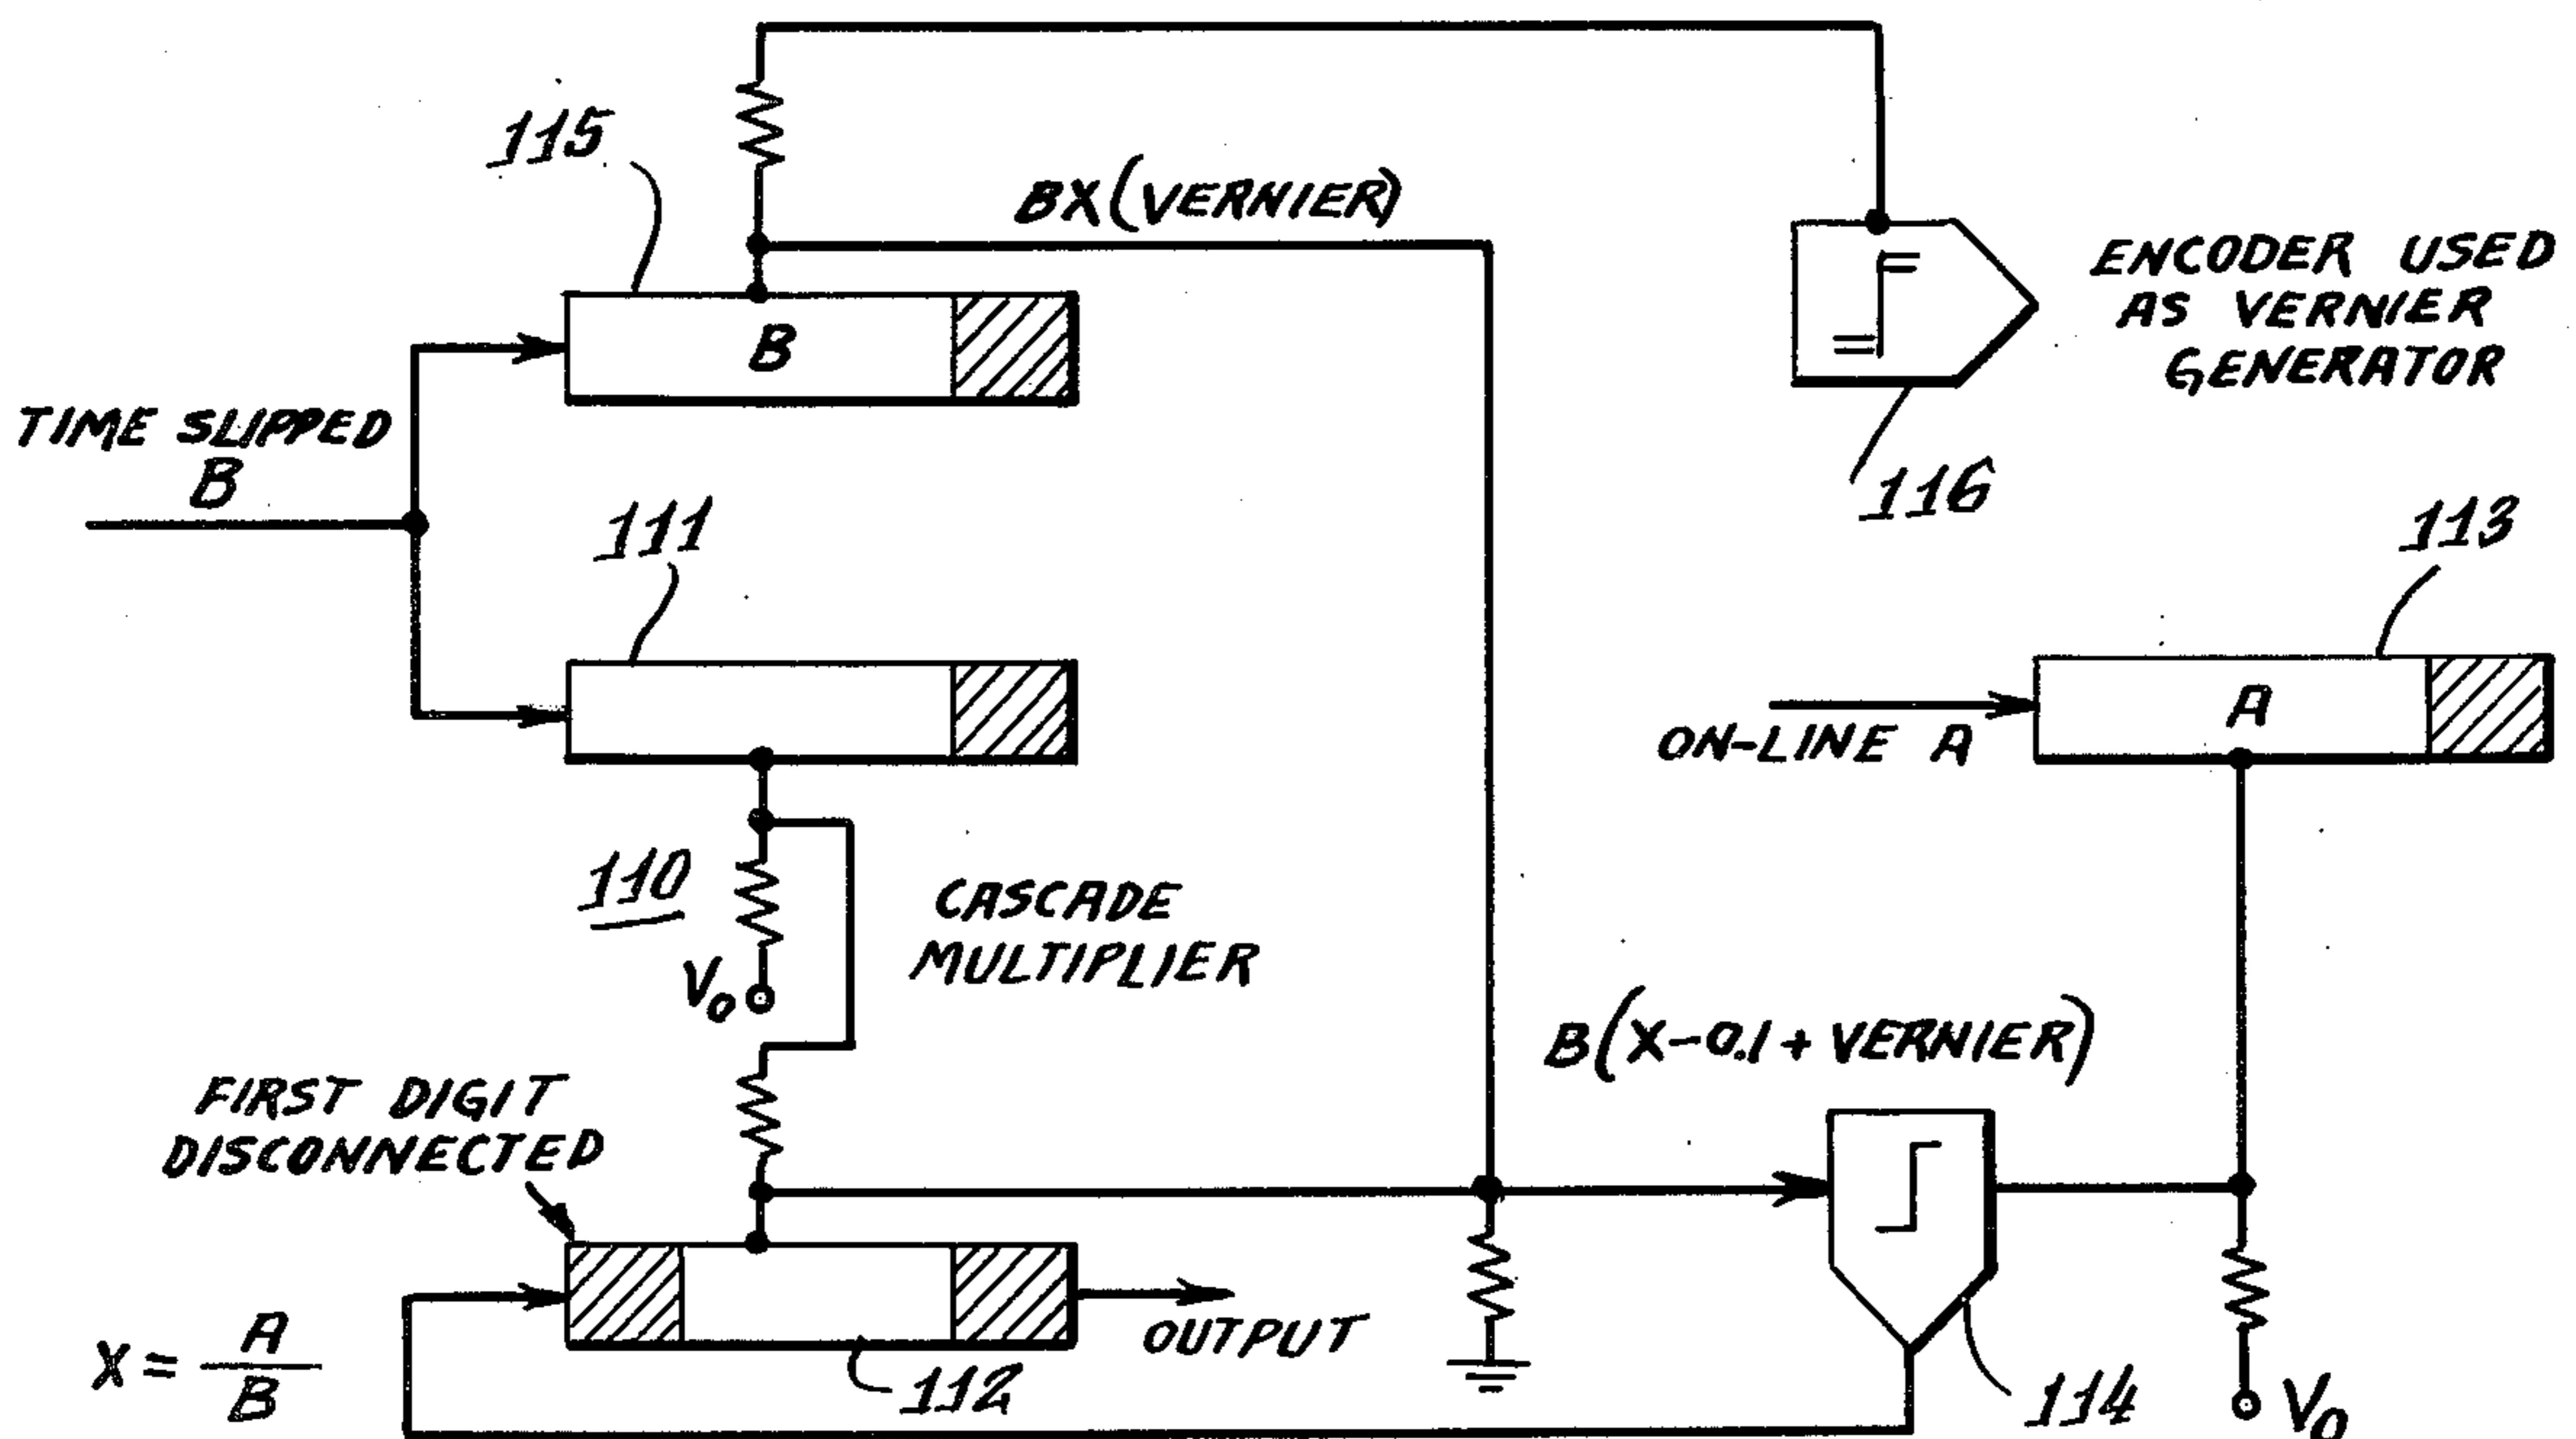 115
BX (VERNIER)
B
ENCODER USED
AS VERNIER
GENERATOR
116
TIME SLIPPED
B
111
113
ON-LINE A
A
110
CASCADE
MULTIPLIER
V₀
B(X-0.1 + VERNIER)
FIRST DIGIT
DISCONNECTED
OUTPUT
X = A/B
112
114
V₀